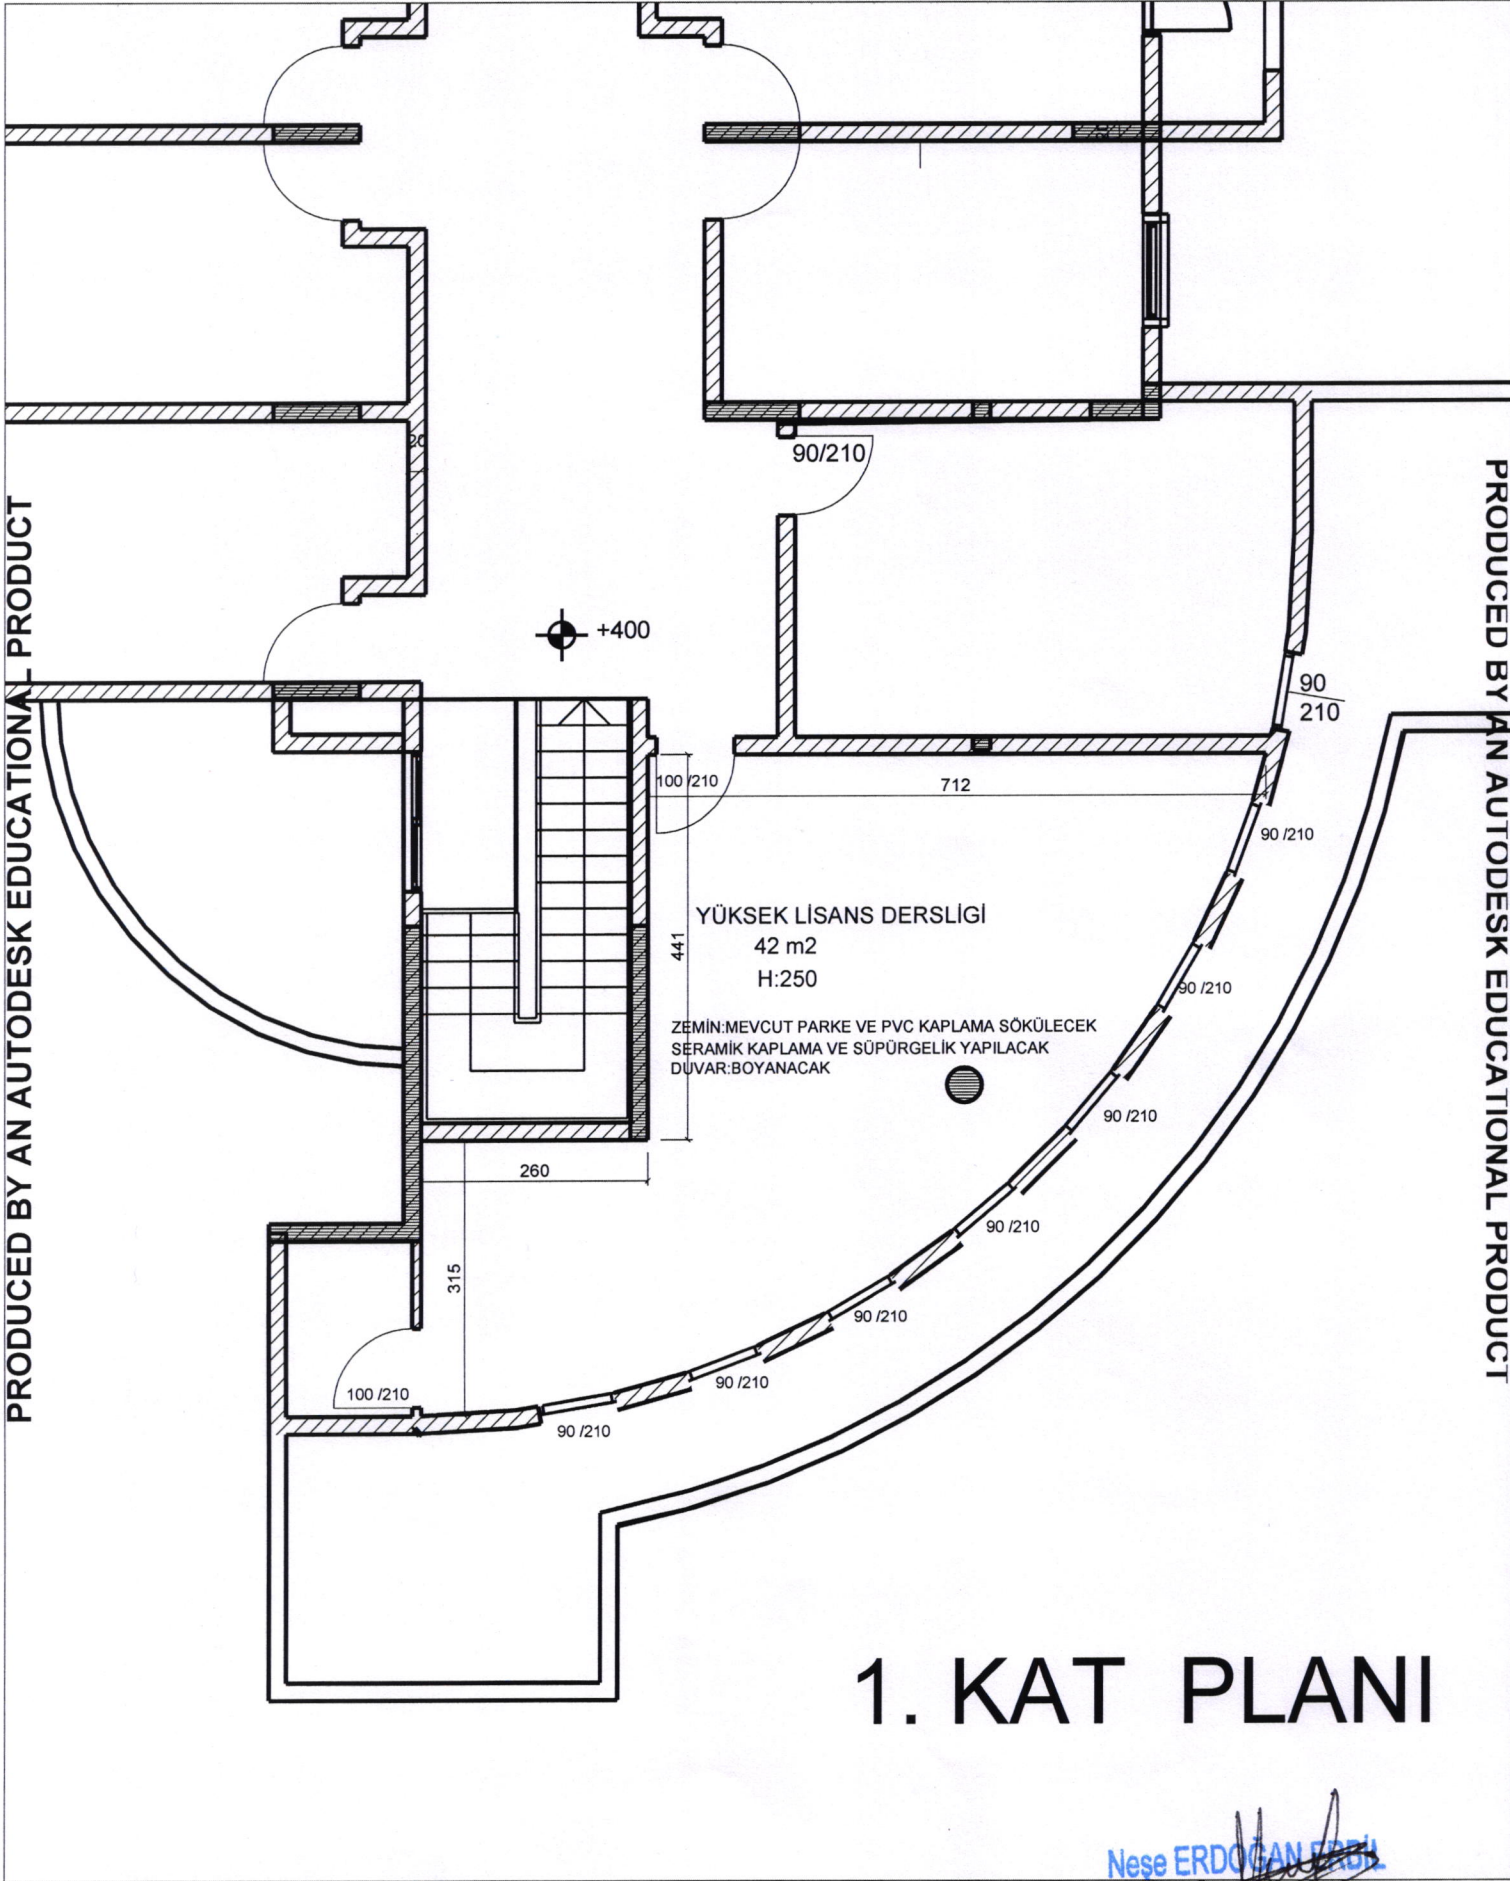 20
20
90/210
+400
90
210
100 /210
712
90 /210
YÜKSEK LİSANS DERSLİGİ
42 m2
H:250
441
90 /210
ZEMİN:MEVCUT PARKE VE PVC KAPLAMA SÖKÜLECEK
SERAMİK KAPLAMA VE SÜPÜRGELİK YAPILACAK
DUVAR:BOYANACAK
90 /210
260
90 /210
315
90 /210
90 /210
100 /210
90 /210
PRODUCED BY AN AUTODESK EDUCATIONAL PRODUCT
PRODUCED BY AN AUTODESK EDUCATIONAL PRODUCT
1. KAT PLANI
Neşe ERDOĞAN ERBİL